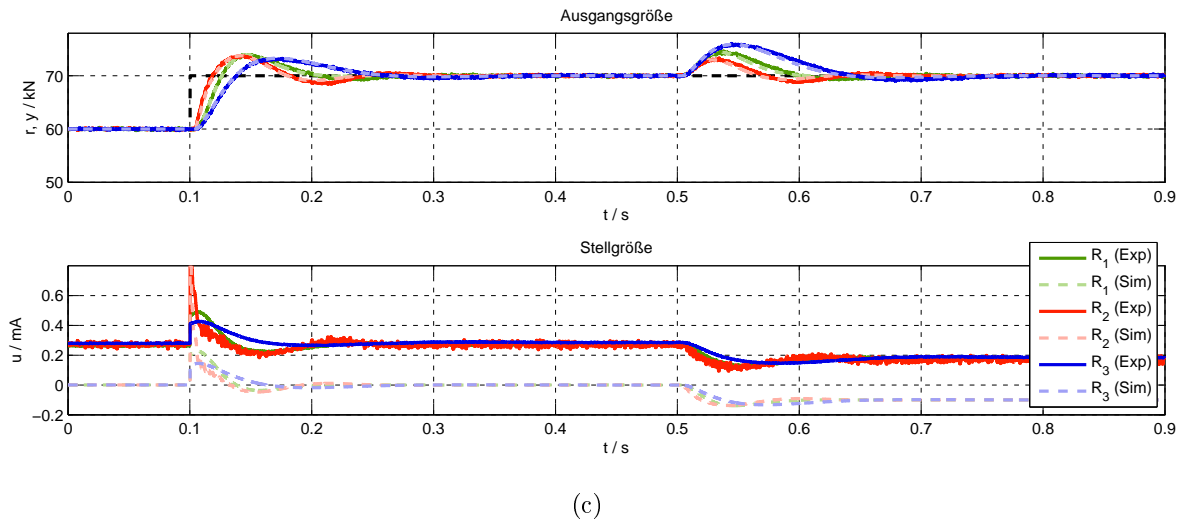 Ausgangsgröße
70
60
50
r, y / kN
0 0.1 0.2 0.3 0.4 0.5 0.6 0.7 0.8 0.9
t / s
Stellgröße
0.6
0.4
0.2
0
−0.2
u / mA
R1 (Exp)
R1 (Sim)
R2 (Exp)
R2 (Sim)
R3 (Exp)
R3 (Sim)
0 0.1 0.2 0.3 0.4 0.5 0.6 0.7 0.8 0.9
t / s
(c)